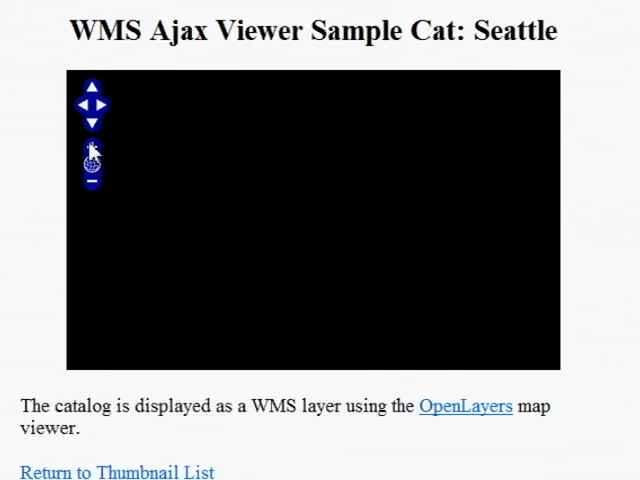 WMS Ajax Viewer Sample Cat: Seattle
The catalog is displayed as a WMS layer using the OpenLayers map
viewer.
Return to Thumbnail List